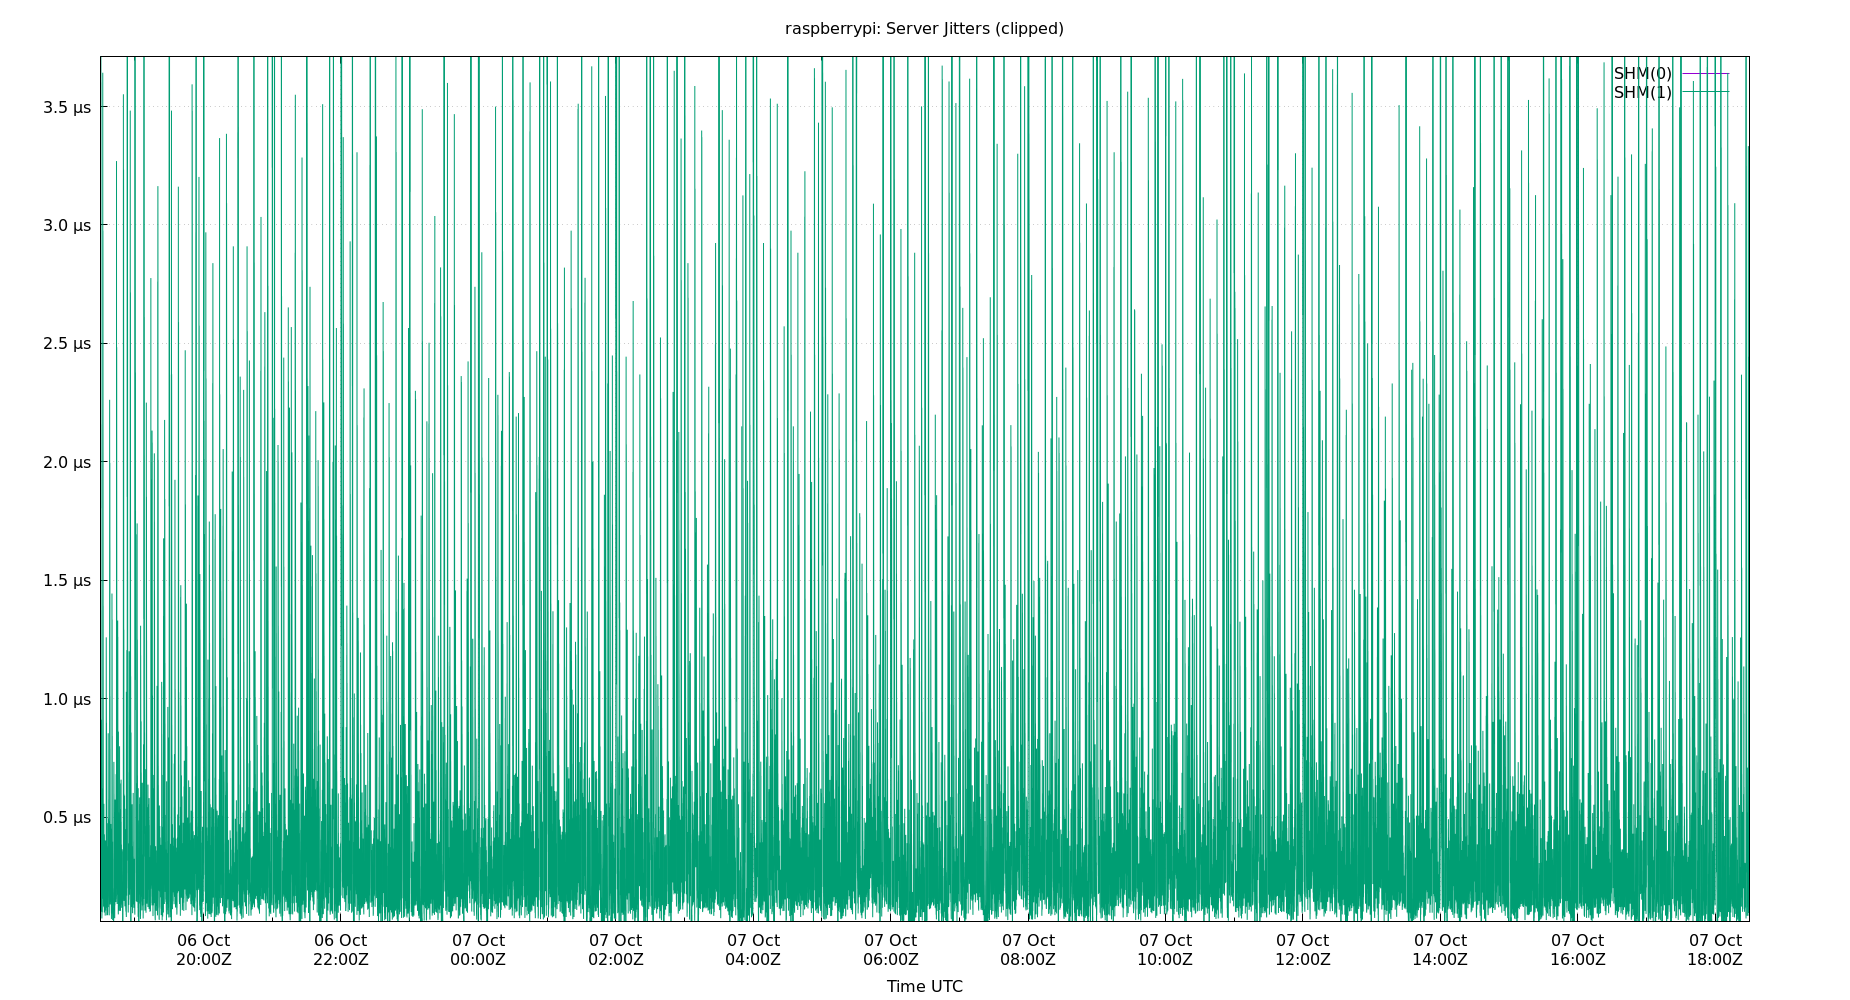 raspberrypi: Server Jitters (clipped)
SHM(0)
SHM(1)
3.5 µs
3.0 µs
2.5 µs
2.0 µs
1.5 µs
1.0 µs
0.5 µs
06 Oct 06 Oct 07 Oct 07 Oct 07 Oct 07 Oct 07 Oct 07 Oct 07 Oct 07 Oct 07 Oct 07 Oct
20:00Z 22:00Z 00:00Z 02:00Z 04:00Z 06:00Z 08:00Z 10:00Z 12:00Z 14:00Z 16:00Z 18:00Z
Time UTC